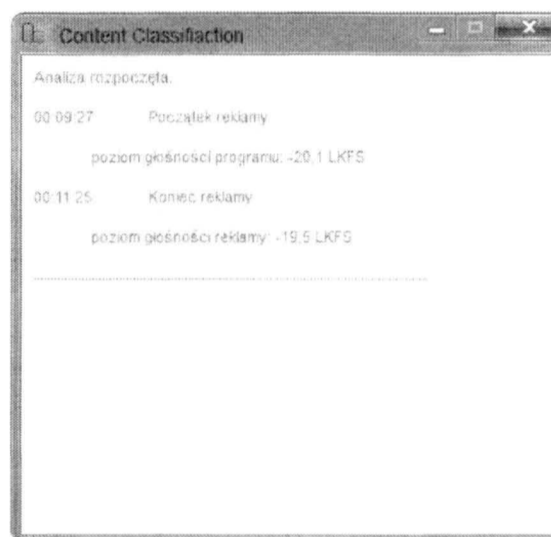 Content Classifiaction
Analiza rozpoczęta.
00:09:27 Początek reklamy
poziom głośności programu: -20,1 LKFS
00:11:25 Koniec reklamy
poziom głośności reklamy: -19,5 LKFS